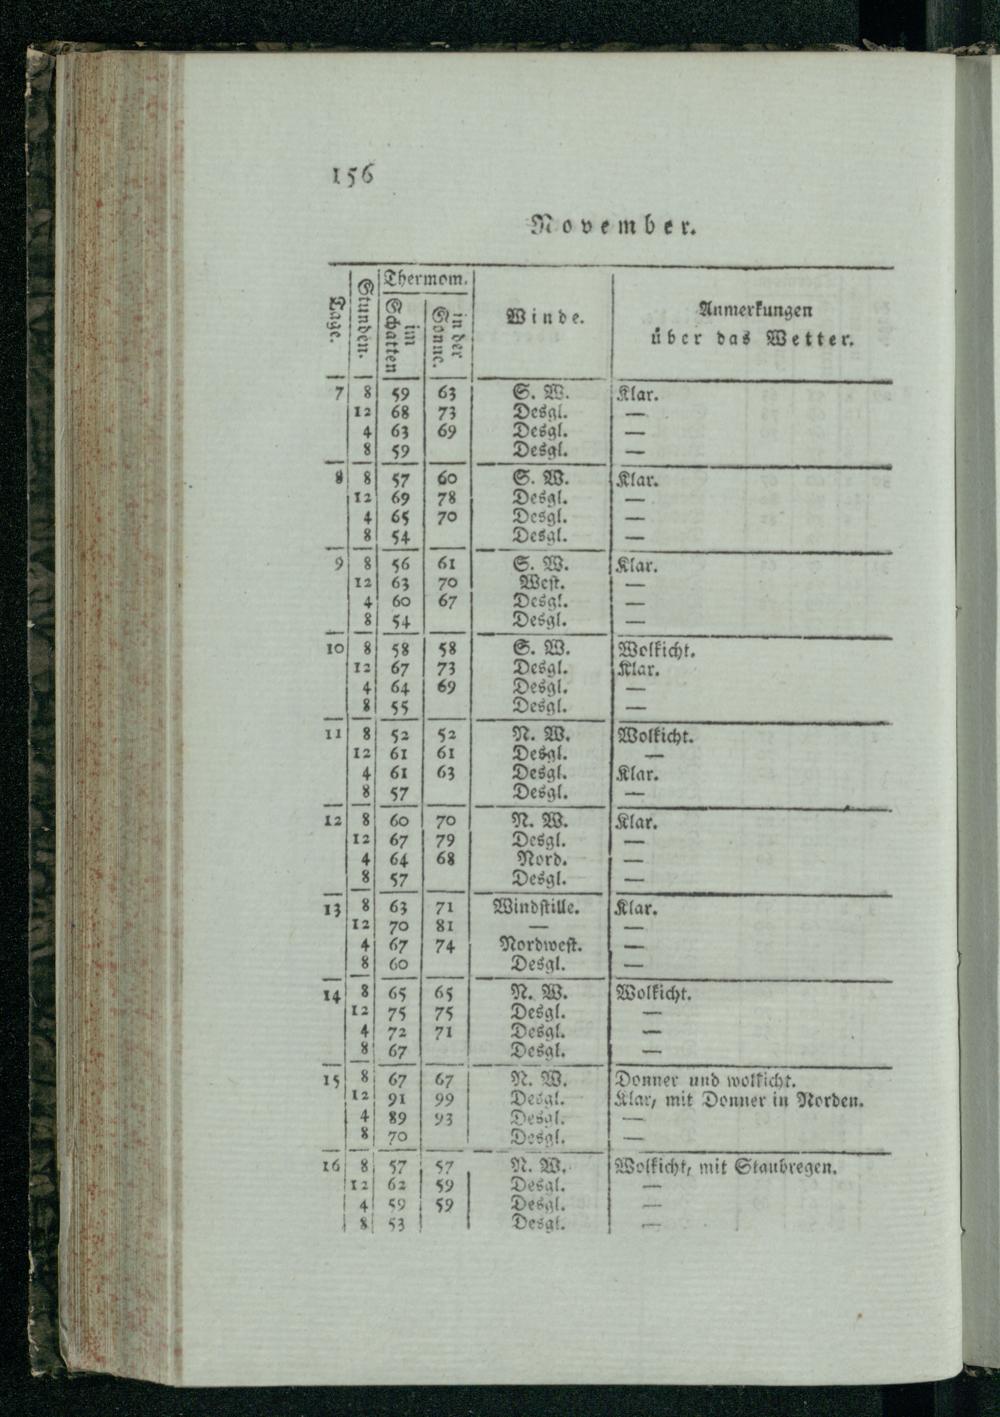 156
November.
Tage. Stunden. Thermom. im Schatten in der Sonne. Winde. Anmerkungen über das Wetter.
7 8 59 63 S. W. Klar.
12 68 73 Desgl. —
4 63 69 Desgl. —
8 59 Desgl. —
8 8 57 60 S. W. Klar.
12 69 78 Desgl. —
4 65 70 Desgl. —
8 54 Desgl. —
9 8 56 61 S. W. Klar.
12 63 70 West. —
4 60 67 Desgl. —
8 54 Desgl. —
10 8 58 58 S. W. Wolkicht.
12 67 73 Desgl. Klar.
4 64 69 Desgl. —
8 55 Desgl. —
11 8 52 52 N. W. Wolkicht.
12 61 61 Desgl. —
4 61 63 Desgl. Klar.
8 57 Desgl. —
12 8 60 70 N. W. Klar.
12 67 79 Desgl. —
4 64 68 Nord. —
8 57 Desgl. —
13 8 63 71 Windstille. Klar.
12 70 81 — —
4 67 74 Nordwest. —
8 60 Desgl. —
14 8 65 65 N. W. Wolkicht.
12 75 75 Desgl. —
4 72 71 Desgl. —
8 67 Desgl. —
15 8 67 67 N. W. Donner und wolkicht.
12 91 99 Desgl. Klar, mit Donner in Norden.
4 89 93 Desgl. —
8 70 Desgl. —
16 8 57 57 N. W. Wolkicht, mit Staubregen.
12 62 59 Desgl. —
4 59 59 Desgl. —
8 53 Desgl. —